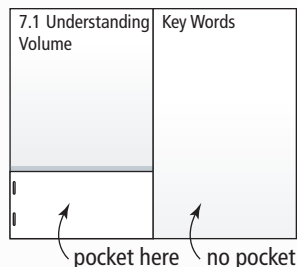 7.1 Understanding
Volume
Key Words
pocket here
no pocket